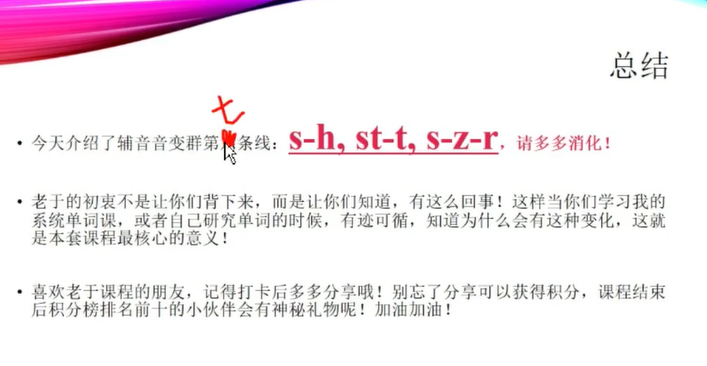 总结
七
• 今天介绍了辅音音变群第条线：s-h, st-t, s-z-r，请多多消化！
• 老于的初衷不是让你们背下来，而是让你们知道，有这么回事！这样当你们学习我的
系统单词课，或者自己研究单词的时候，有迹可循，知道为什么会有这种变化，这就
是本套课程最核心的意义！
• 喜欢老于课程的朋友，记得打卡后多多分享哦！别忘了分享可以获得积分，课程结束
后积分榜排名前十的小伙伴会有神秘礼物呢！加油加油！